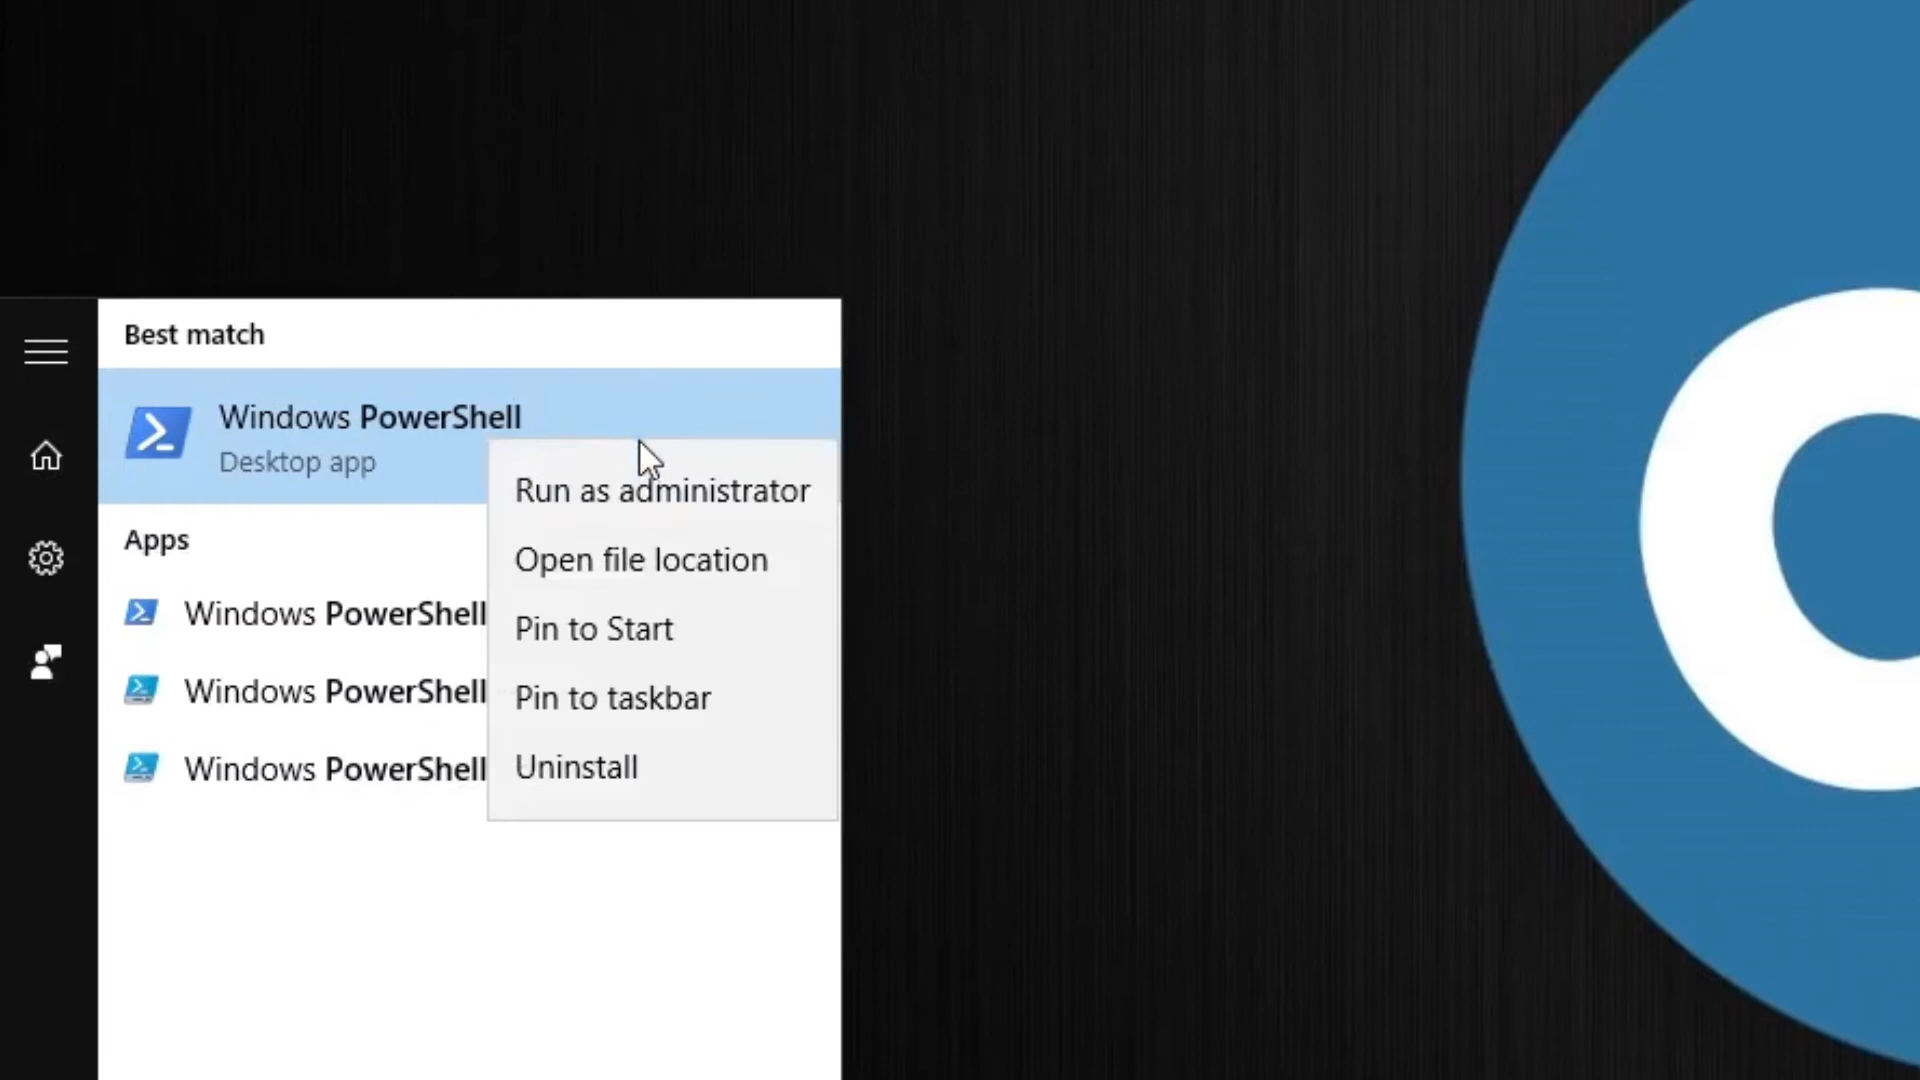 Best match
Windows PowerShell
Desktop app
Run as administrator
Open file location
Pin to Start
Pin to taskbar
Uninstall
Apps
Windows PowerShell
Windows PowerShell
Windows PowerShell